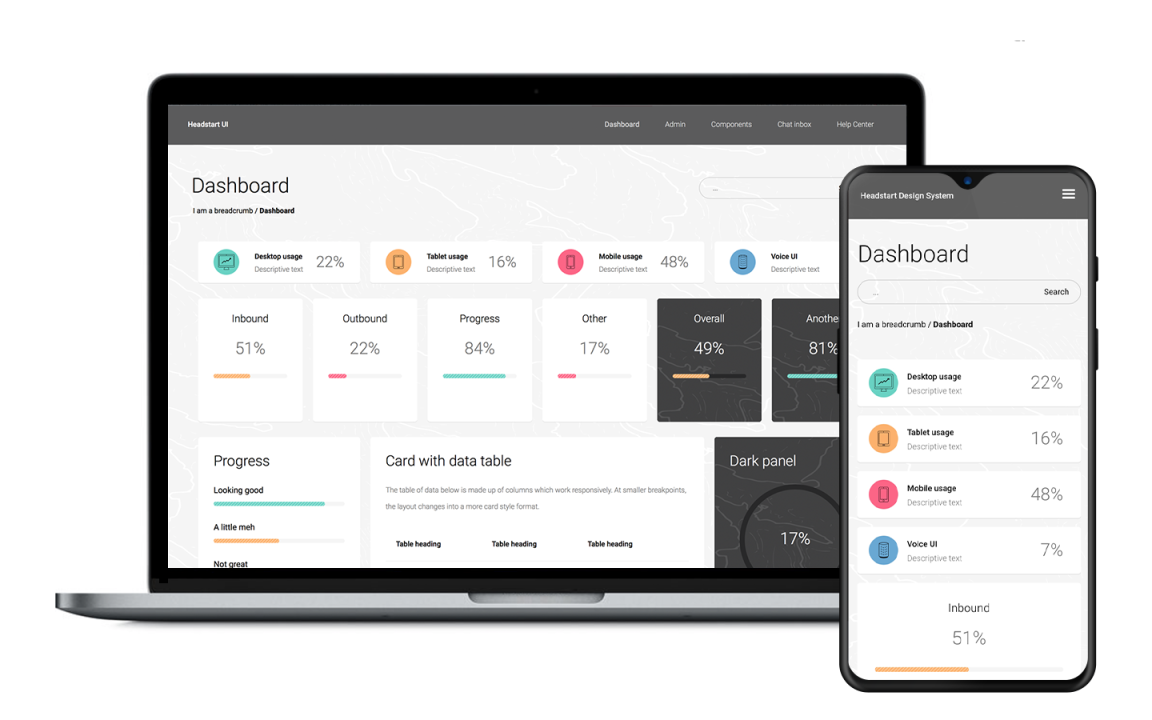 Headstart UI
Dashboard Admin Components Chat inbox Help Center
Dashboard
...
I am a breadcrumb / Dashboard
Desktop usage
Descriptive text
22%
Tablet usage
Descriptive text
16%
Mobile usage
Descriptive text
48%
Voice UI
Descriptive text
Inbound
51%
Outbound
22%
Progress
84%
Other
17%
Overall
49%
Anothe
81%
Progress
Looking good
A little meh
Not great
Card with data table
The table of data below is made up of columns which work responsively. At smaller breakpoints,
the layout changes into a more card style format.
Table heading Table heading Table heading
Dark panel
17%
Headstart Design System
Dashboard
... Search
I am a breadcrumb / Dashboard
Desktop usage
Descriptive text
22%
Tablet usage
Descriptive text
16%
Mobile usage
Descriptive text
48%
Voice UI
Descriptive text
7%
Inbound
51%